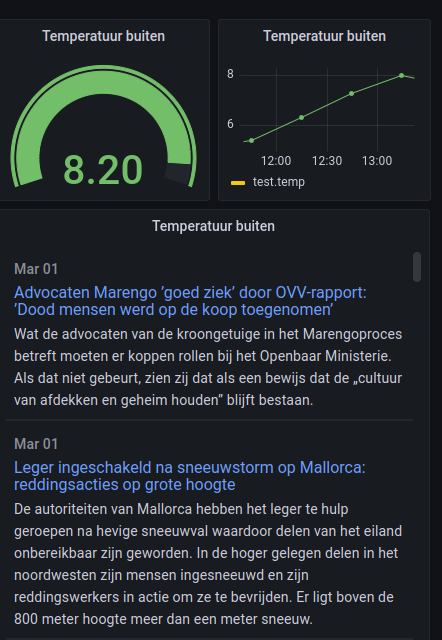 Temperatuur buiten
8.20
Temperatuur buiten
8
6
12:00 12:30 13:00
test.temp
Temperatuur buiten
Mar 01
Advocaten Marengo ’goed ziek’ door OVV-rapport:
’Dood mensen werd op de koop toegenomen’
Wat de advocaten van de kroongetuige in het Marengoproces
betreft moeten er koppen rollen bij het Openbaar Ministerie.
Als dat niet gebeurt, zien zij dat als een bewijs dat de „cultuur
van afdekken en geheim houden” blijft bestaan.
Mar 01
Leger ingeschakeld na sneeuwstorm op Mallorca:
reddingsacties op grote hoogte
De autoriteiten van Mallorca hebben het leger te hulp
geroepen na hevige sneeuwval waardoor delen van het eiland
onbereikbaar zijn geworden. In de hoger gelegen delen in het
noordwesten zijn mensen ingesneeuwd en zijn
reddingswerkers in actie om ze te bevrijden. Er ligt boven de
800 meter hoogte meer dan een meter sneeuw.